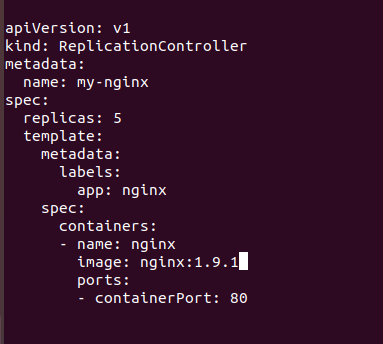 apiVersion: v1
kind: ReplicationController
metadata:
  name: my-nginx
spec:
  replicas: 5
  template:
    metadata:
      labels:
        app: nginx
    spec:
      containers:
      - name: nginx
        image: nginx:1.9.1
        ports:
        - containerPort: 80